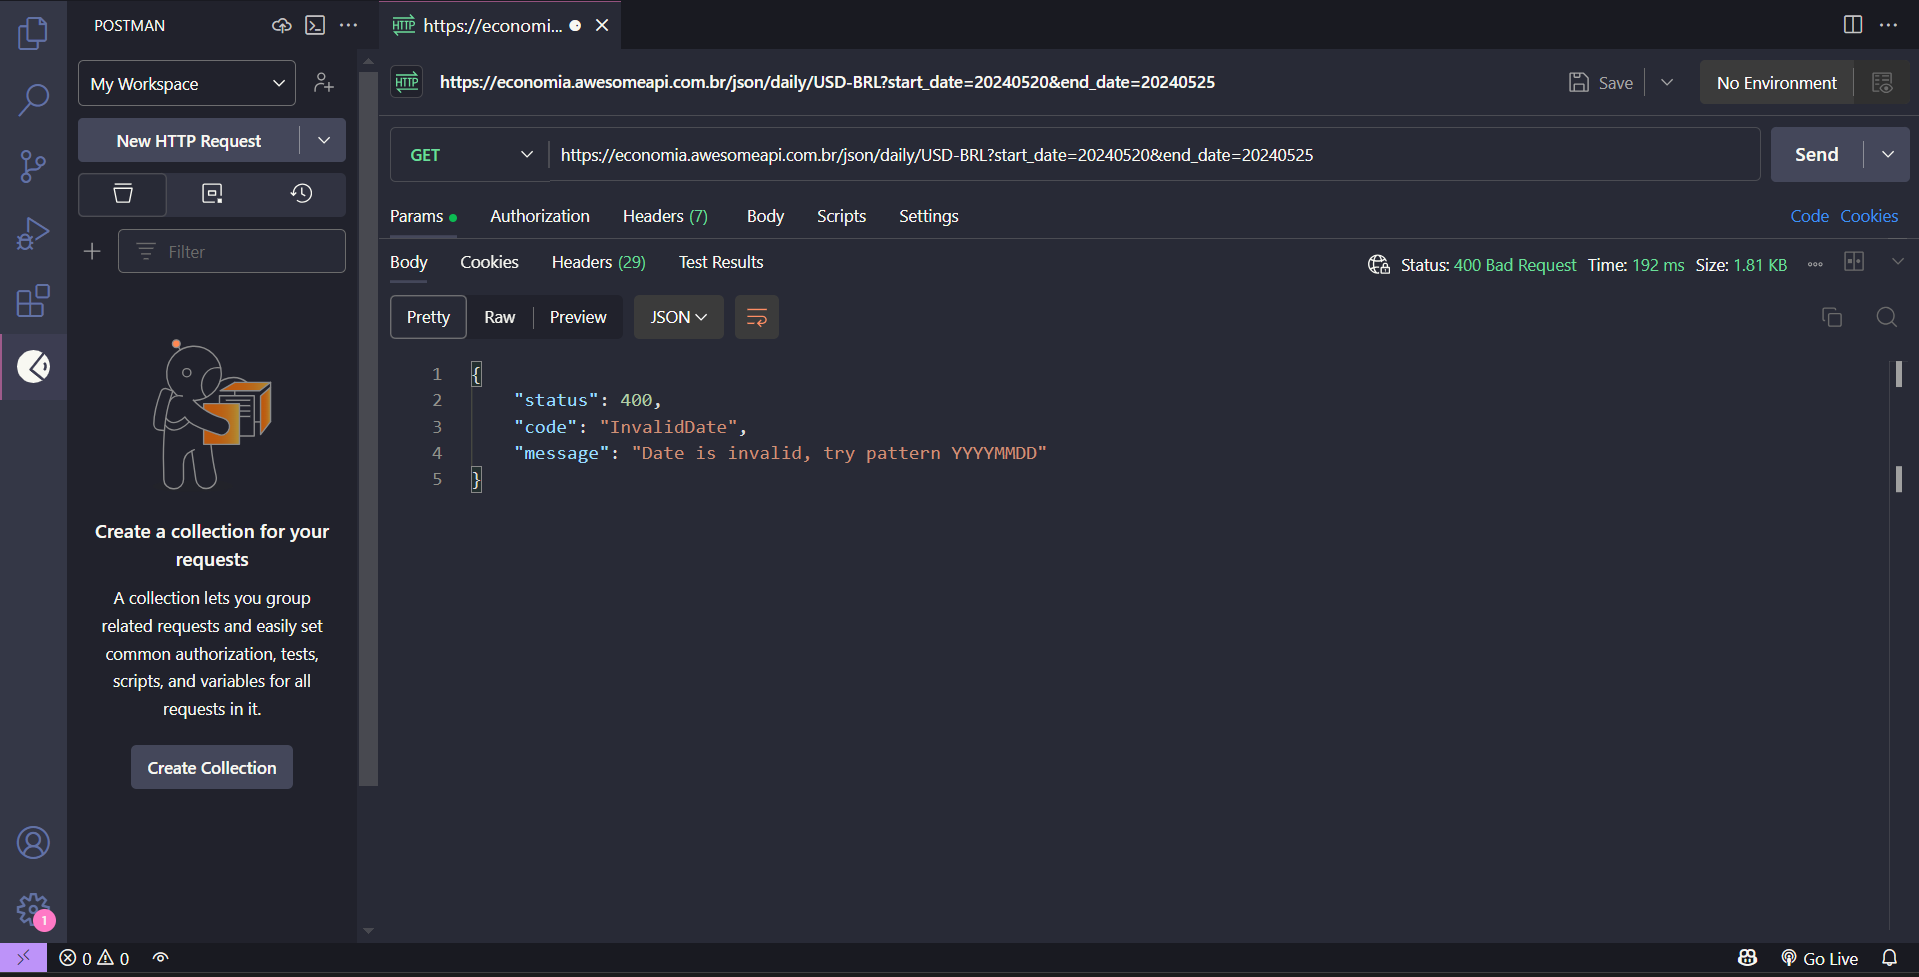 POSTMAN
HTTP https://economi...
My Workspace
HTTP https://economia.awesomeapi.com.br/json/daily/USD-BRL?start_date=20240520&end_date=20240525
Save
No Environment
New HTTP Request
GET
https://economia.awesomeapi.com.br/json/daily/USD-BRL?start_date=20240520&end_date=20240525
Send
Params Authorization Headers (7) Body Scripts Settings
Code Cookies
Filter
Body Cookies Headers (29) Test Results
Status: 400 Bad Request Time: 192 ms Size: 1.81 KB
Pretty Raw Preview JSON
1 {
2 "status": 400,
3 "code": "InvalidDate",
4 "message": "Date is invalid, try pattern YYYYMMDD"
5 }
Create a collection for your
requests
A collection lets you group
related requests and easily set
common authorization, tests,
scripts, and variables for all
requests in it.
Create Collection
1
0 0
Go Live